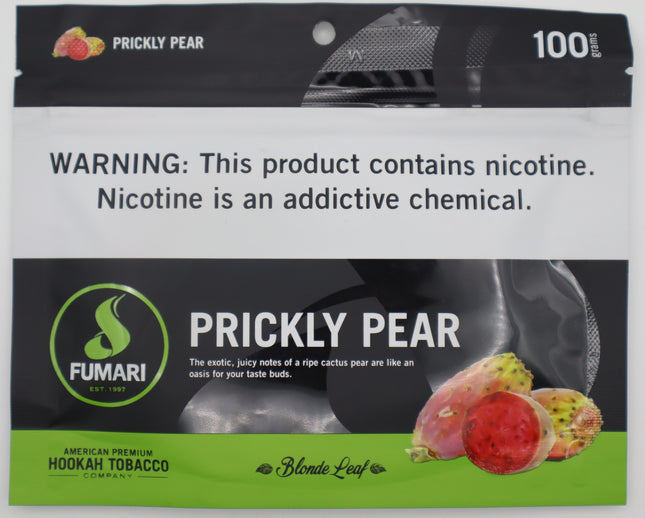 PRICKLY PEAR
100 grams
WARNING: This product contains nicotine.
Nicotine is an addictive chemical.
FUMARI
EST. 1997
PRICKLY PEAR
The exotic, juicy notes of a ripe cactus pear are like an
oasis for your taste buds.
AMERICAN PREMIUM
HOOKAH TOBACCO
COMPANY
Blonde Leaf